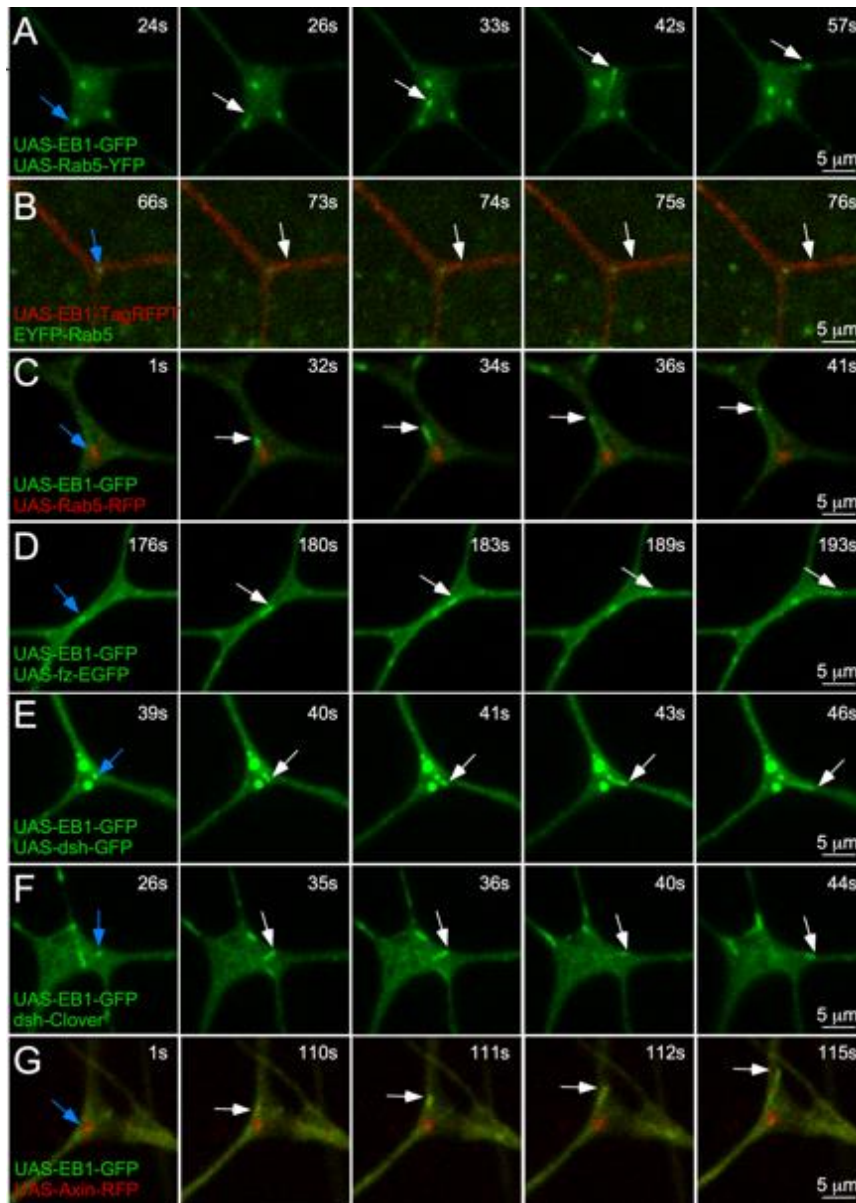 A 24s 26s 33s 42s 57s
UAS-EB1-GFP
UAS-Rab5-YFP 5 μm
B 66s 73s 74s 75s 76s
UAS-EB1-TagRFPT
EYFP-Rab5 5 μm
C 1s 32s 34s 36s 41s
UAS-EB1-GFP
UAS-Rab5-RFP 5 μm
D 176s 180s 183s 189s 193s
UAS-EB1-GFP
UAS-fz-EGFP 5 μm
E 39s 40s 41s 43s 46s
UAS-EB1-GFP
UAS-dsh-GFP 5 μm
F 26s 35s 36s 40s 44s
UAS-EB1-GFP
dsh-Clover 5 μm
G 1s 110s 111s 112s 115s
UAS-EB1-GFP
UAS-Axin-RFP 5 μm